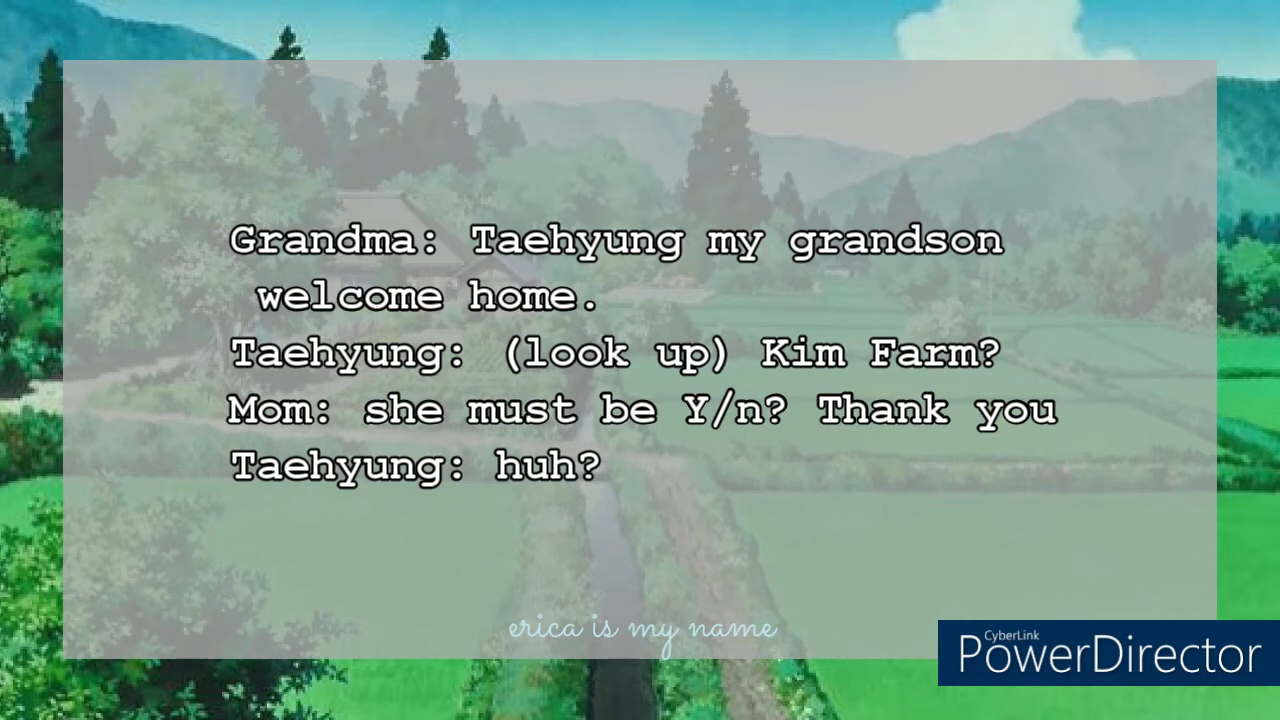 Grandma: Taehyung my grandson
welcome home.
Taehyung: (look up) Kim Farm?
Mom: she must be Y/n? Thank you
Taehyung: huh?
erica is my name
CyberLink
PowerDirector